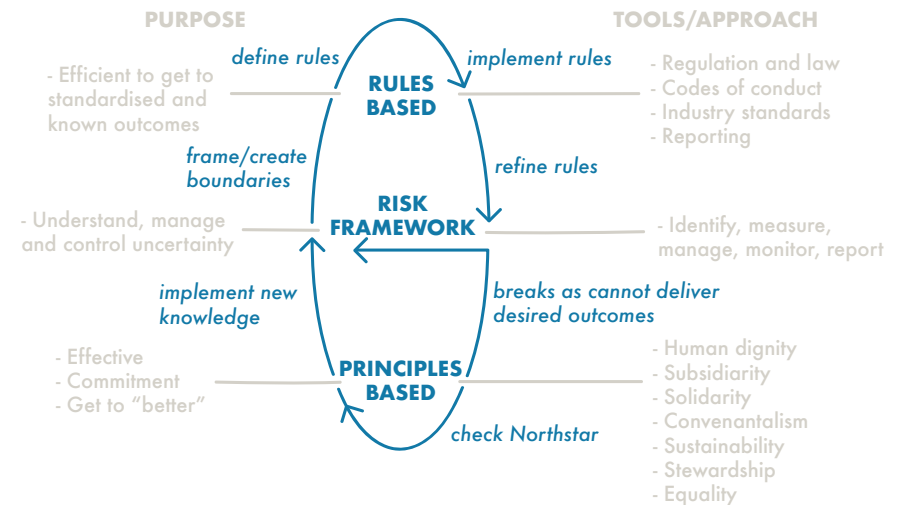 PURPOSE
TOOLS/APPROACH
define rules
implement rules
- Efficient to get to
standardised and
known outcomes
RULES
BASED
- Regulation and law
- Codes of conduct
- Industry standards
- Reporting
frame/create
boundaries
refine rules
- Understand, manage
and control uncertainty
RISK
FRAMEWORK
- Identify, measure,
manage, monitor, report
implement new
knowledge
breaks as cannot deliver
desired outcomes
- Effective
- Commitment
- Get to “better”
PRINCIPLES
BASED
- Human dignity
- Subsidiarity
- Solidarity
- Convenantalism
- Sustainability
- Stewardship
- Equality
check Northstar